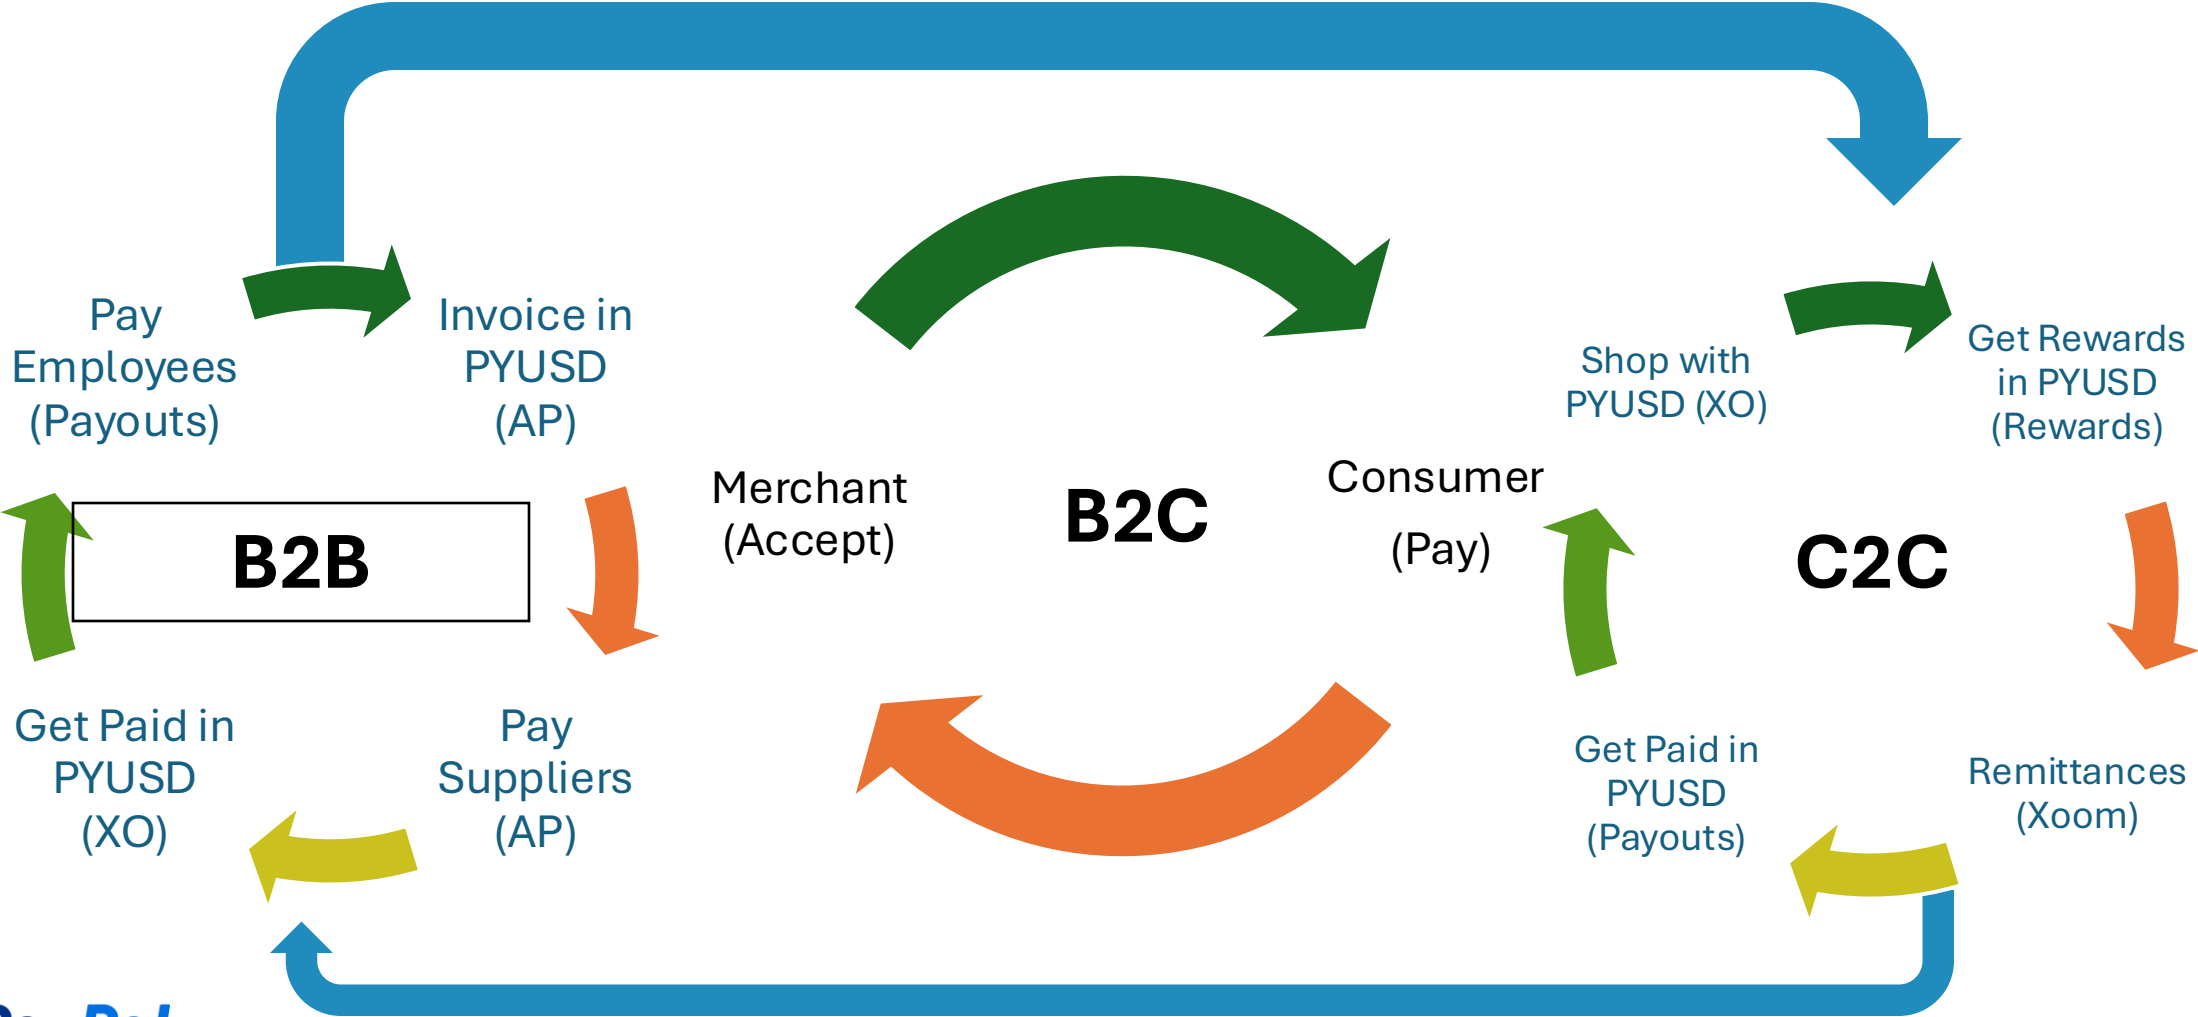 Pay
Employees
(Payouts)
Invoice in
PYUSD
(AP)
B2B
Get Paid in
PYUSD
(XO)
Pay
Suppliers
(AP)
Merchant
(Accept)
B2C
Consumer
(Pay)
Shop with
PYUSD (XO)
Get Rewards
in PYUSD
(Rewards)
C2C
Get Paid in
PYUSD
(Payouts)
Remittances
(Xoom)